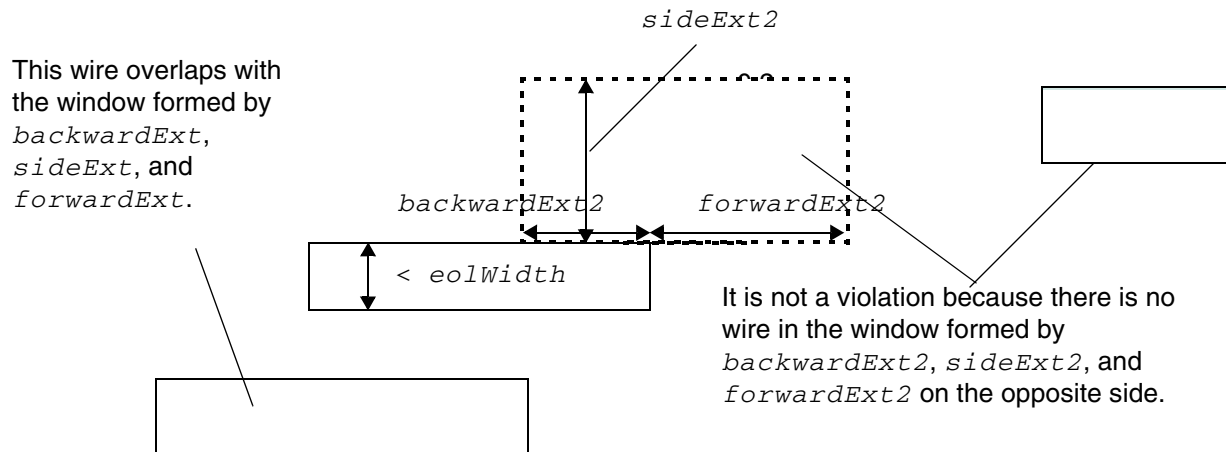 sideExt2
This wire overlaps with
the window formed by
backwardExt,
sideExt, and
forwardExt.
backwardExt2
forwardExt2
< eolWidth
It is not a violation because there is no
wire in the window formed by
backwardExt2, sideExt2, and
forwardExt2 on the opposite side.